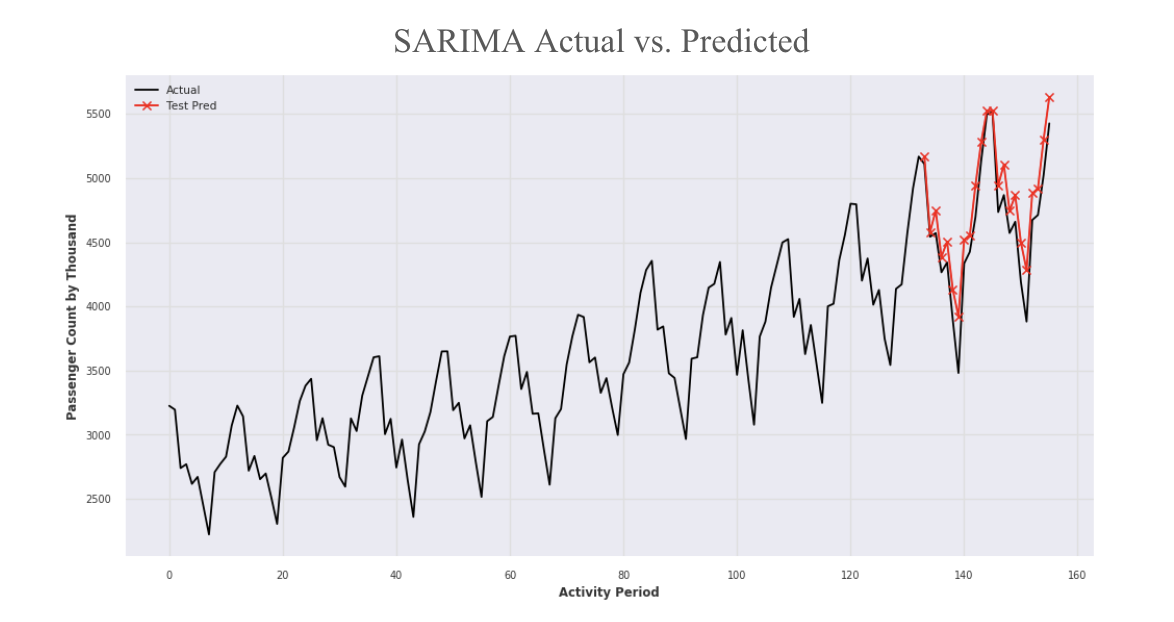 SARIMA Actual vs. Predicted
Actual
Test Pred
5500
5000
4500
4000
3500
3000
2500
Passenger Count by Thousand
0 20 40 60 80 100 120 140 160
Activity Period